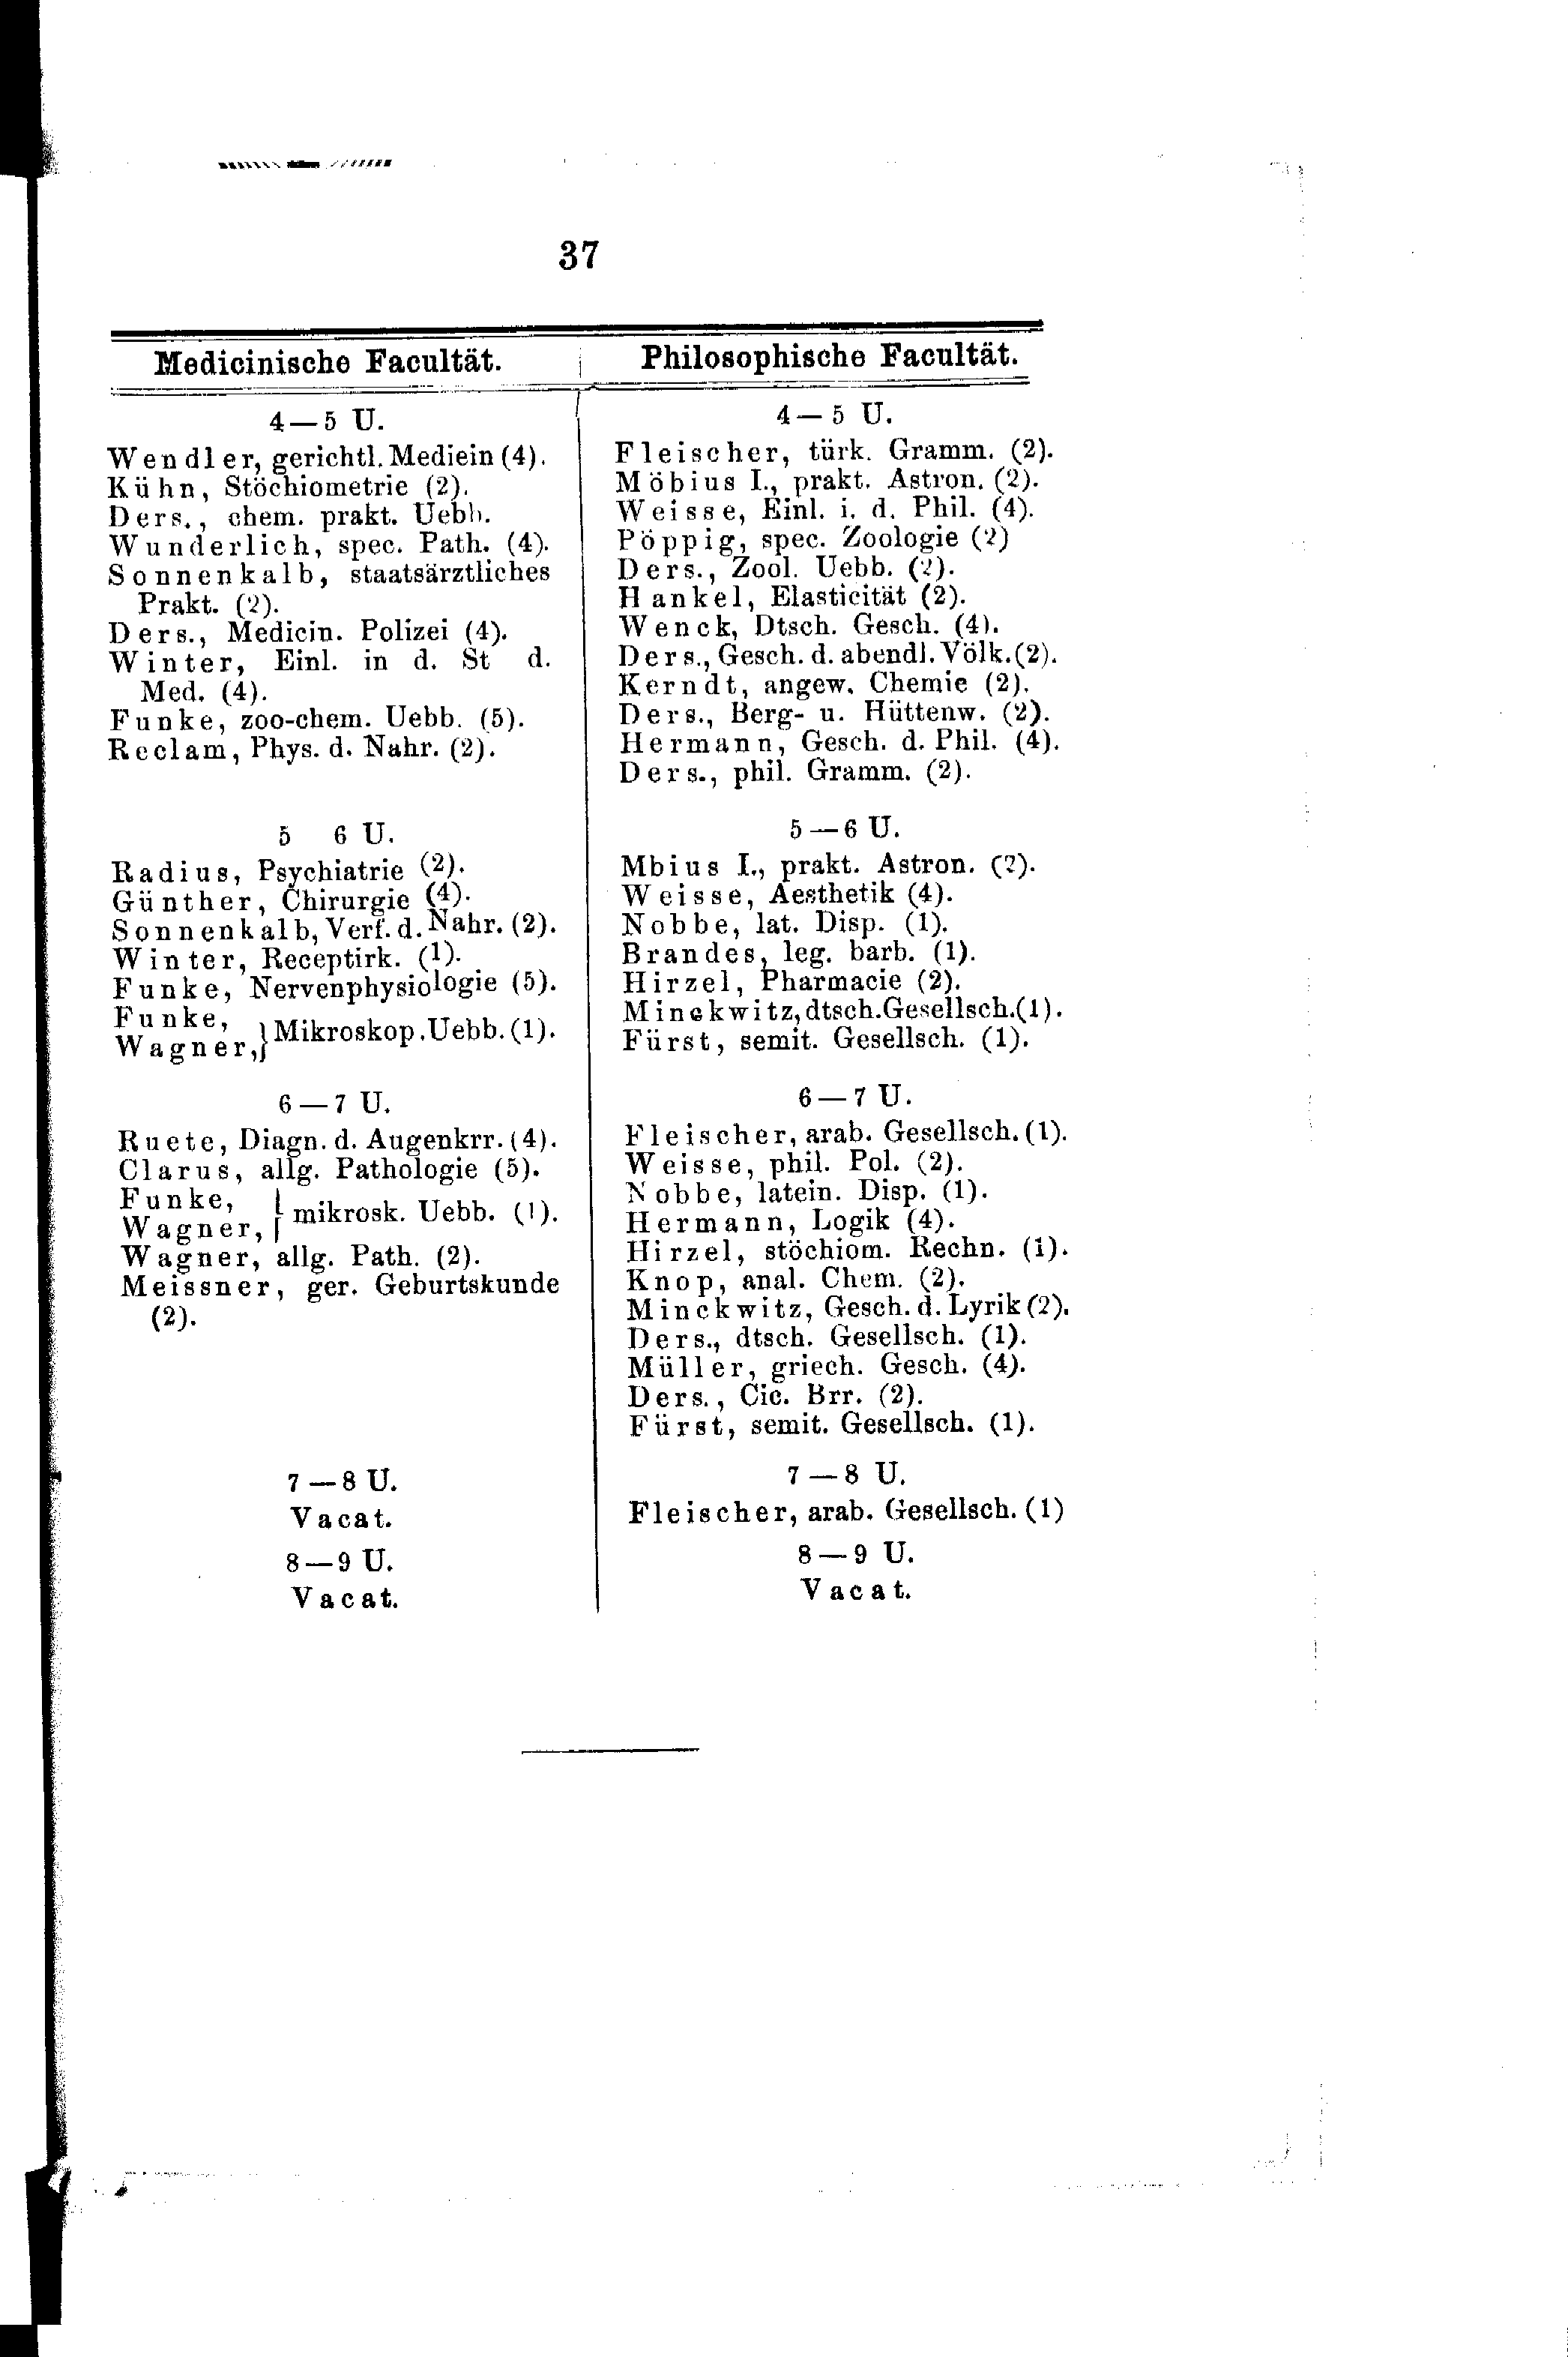 37
Medicinische Facultät.
4—5 U.
Wendler, gerichtl. Mediein (4).
Kühn, Stöchiometrie (2).
Ders., chem. prakt. Uebb.
Wunderlich, spec. Path. (4).
Sonnenkalb, staatsärztliches
Prakt. (2).
Ders., Medicin. Polizei (4).
Winter, Einl. in d. St d.
Med. (4).
Funke, zoo-chem. Uebb. (5).
Reclam, Phys. d. Nahr. (2).
5 6 U.
Radius, Psychiatrie (2).
Günther, Chirurgie (4).
Sonnenkalb, Verf. d. Nahr. (2).
Winter, Receptirk. (1).
Funke, Nervenphysiologie (5).
Funke,
Wagner,} Mikroskop. Uebb. (1).
6—7 U.
Ruete, Diagn. d. Augenkrr. (4).
Clarus, allg. Pathologie (5).
Funke,
Wagner,} mikrosk. Uebb. (1).
Wagner, allg. Path. (2).
Meissner, ger. Geburtskunde
(2).
7—8 U.
Vacat.
8—9 U.
Vacat.
Philosophische Facultät.
4—5 U.
Fleischer, türk. Gramm. (2).
Möbius I., prakt. Astron. (2).
Weisse, Einl. i. d. Phil. (4).
Pöppig, spec. Zoologie (2)
Ders., Zool. Uebb. (2).
Hankel, Elasticität (2).
Wenck, Dtsch. Gesch. (4).
Ders., Gesch. d. abendl. Völk. (2).
Kerndt, angew. Chemie (2).
Ders., Berg- u. Hüttenw. (2).
Hermann, Gesch. d. Phil. (4).
Ders., phil. Gramm. (2).
5—6 U.
Mbius I., prakt. Astron. (2).
Weisse, Aesthetik (4).
Nobbe, lat. Disp. (1).
Brandes, leg. barb. (1).
Hirzel, Pharmacie (2).
Minckwitz, dtsch. Gesellsch. (1).
Fürst, semit. Gesellsch. (1).
6—7 U.
Fleischer, arab. Gesellsch. (1).
Weisse, phil. Pol. (2).
Nobbe, latein. Disp. (1).
Hermann, Logik (4).
Hirzel, stöchiom. Rechn. (1).
Knop, anal. Chem. (2).
Minckwitz, Gesch. d. Lyrik (2).
Ders., dtsch. Gesellsch. (1).
Müller, griech. Gesch. (4).
Ders., Cic. Brr. (2).
Fürst, semit. Gesellsch. (1).
7—8 U.
Fleischer, arab. Gesellsch. (1)
8—9 U.
Vacat.